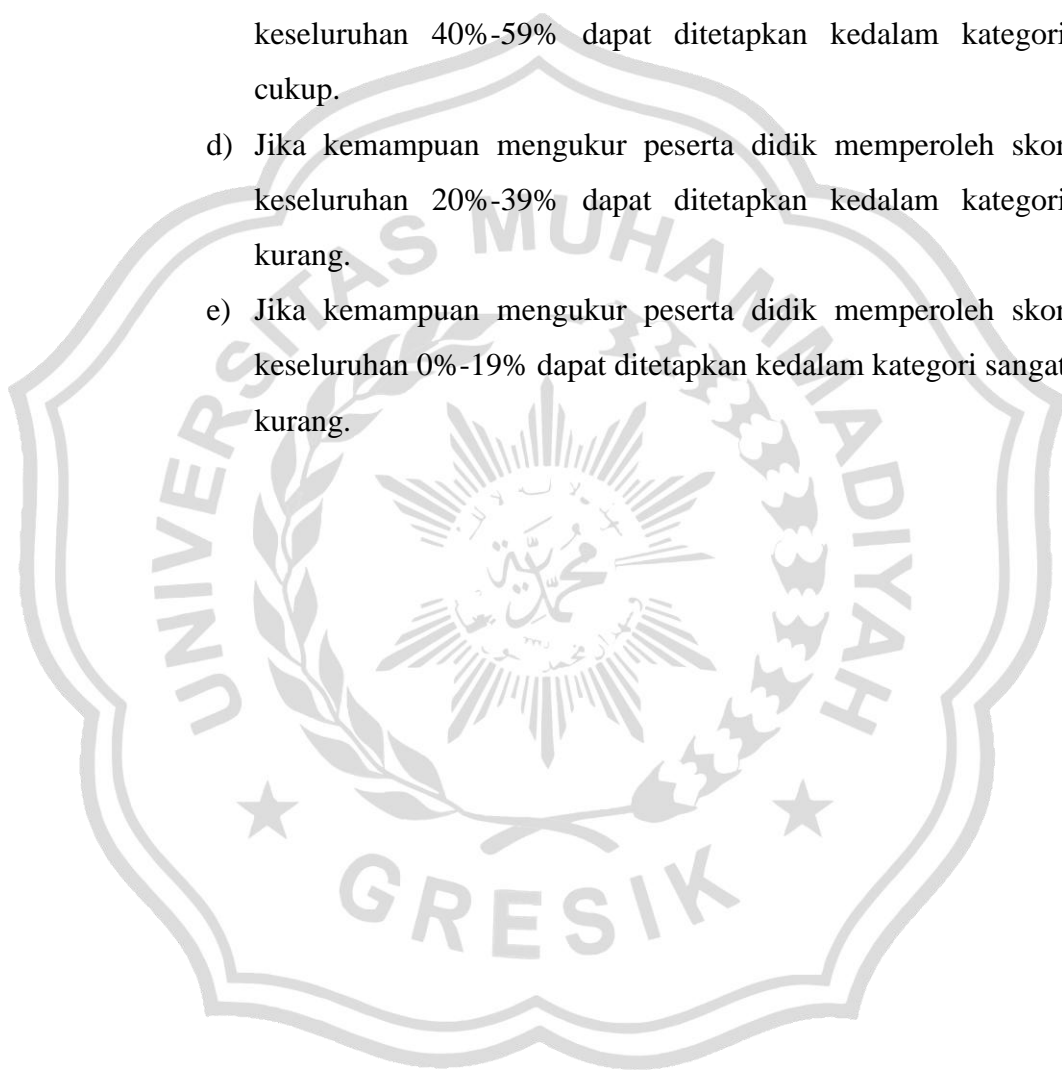 keseluruhan 40%-59% dapat ditetapkan kedalam kategori
cukup.
d) Jika kemampuan mengukur peserta didik memperoleh skor
keseluruhan 20%-39% dapat ditetapkan kedalam kategori
kurang.
e) Jika kemampuan mengukur peserta didik memperoleh skor
keseluruhan 0%-19% dapat ditetapkan kedalam kategori sangat
kurang.
UNIVERSITAS MUHAMMADIYAH
GRESIK